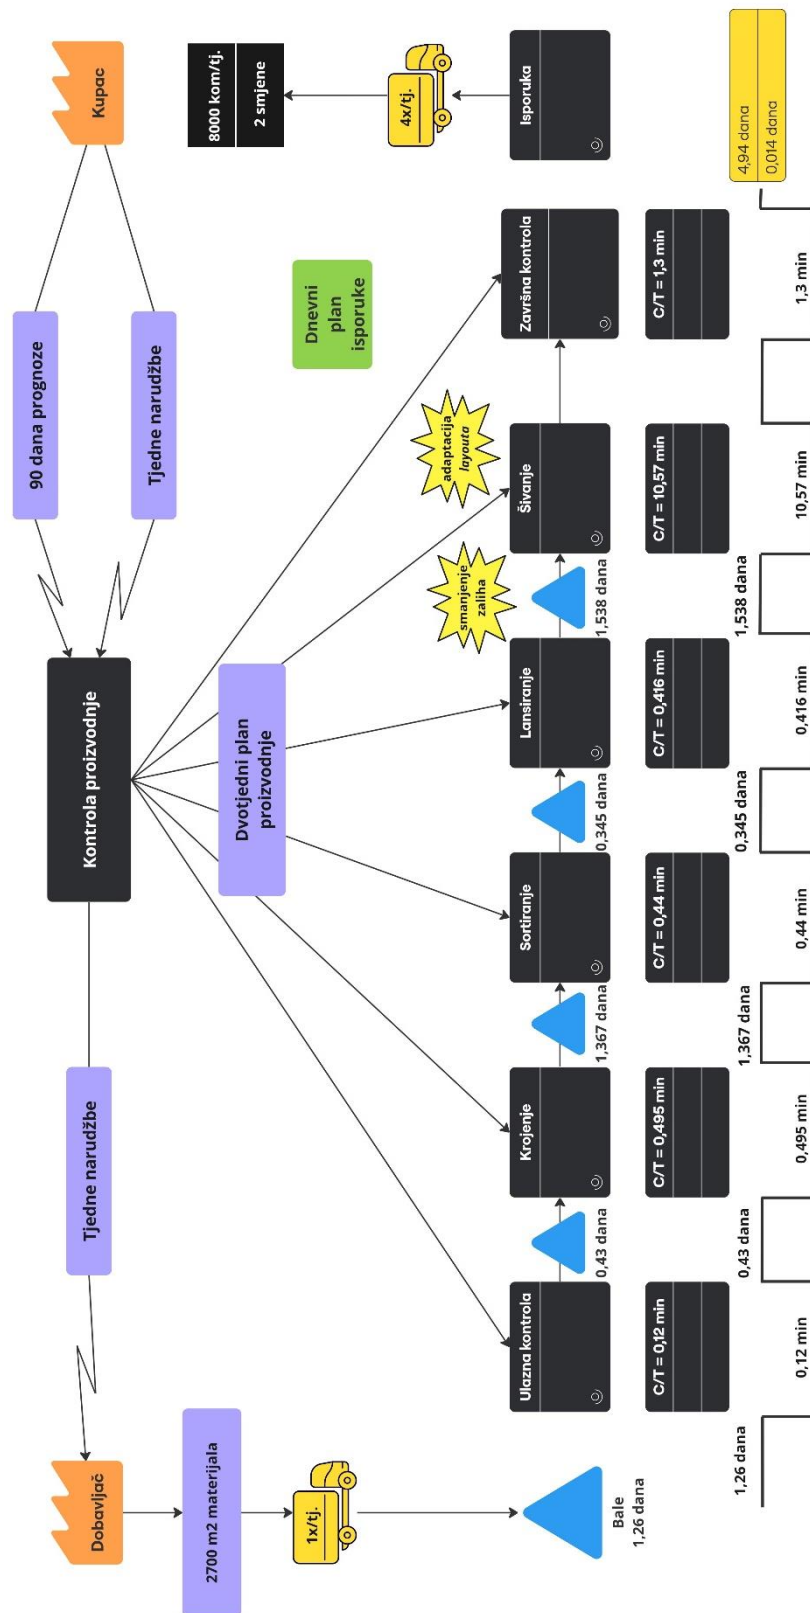 Dobavljač
Tjedne narudžbe
Kontrola proizvodnje
90 dana prognoze
Tjedne narudžbe
Kupac
2700 m2 materijala
1x/tj.
Bale
1,26 dana
Dvotjedni plan
proizvodnje
Dnevni
plan
isporuke
8000 kom/tj.
2 smjene
4x/tj.
smanjenje
zaliha
adaptacija
layouta
Ulazna kontrola
0,43 dana
Krojenje
1,367 dana
Sortiranje
0,345 dana
Lansiranje
1,538 dana
Šivanje
Završna kontrola
Isporuka
C/T = 0,12 min
C/T = 0,495 min
C/T = 0,44 min
C/T = 0,416 min
C/T = 10,57 min
C/T = 1,3 min
1,26 dana
0,43 dana
1,367 dana
0,345 dana
1,538 dana
4,94 dana
0,014 dana
0,12 min
0,495 min
0,44 min
0,416 min
10,57 min
1,3 min